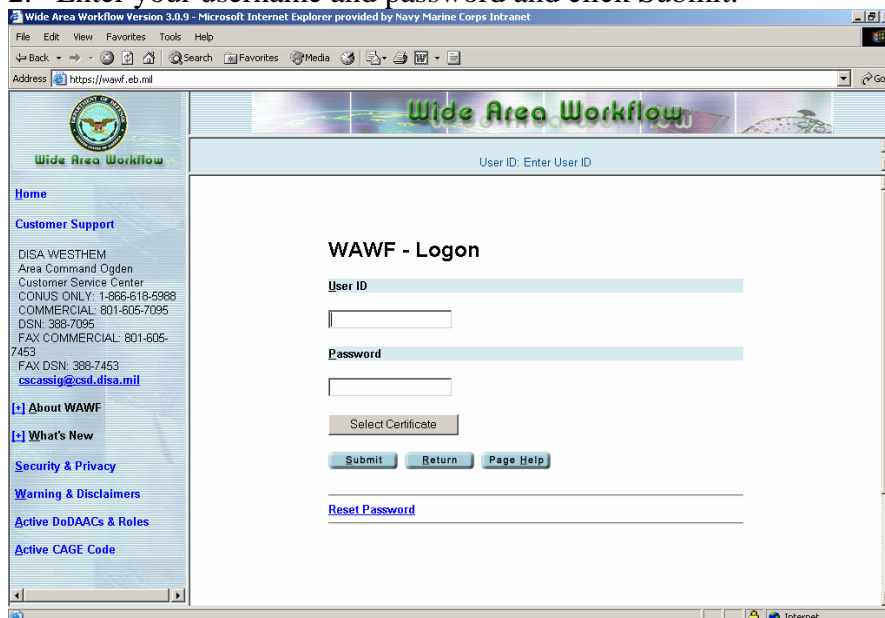 2. Enter your username and password and click Submit.
Wide Area Workflow Version 3.0.9 - Microsoft Internet Explorer provided by Navy Marine Corps Intranet
File Edit View Favorites Tools Help
Back Search Favorites Media
Address https://wawf.eb.mil Go
Wide Area Workflow
Wide Area Workflow
User ID: Enter User ID
Home
Customer Support
DISA WESTHEM
Area Command Ogden
Customer Service Center
CONUS ONLY: 1-866-618-5988
COMMERCIAL: 801-605-7095
DSN: 388-7095
FAX COMMERCIAL: 801-605-
7453
FAX DSN: 388-7453
cscassig@csd.disa.mil
[+] About WAWF
[+] What's New
Security & Privacy
Warning & Disclaimers
Active DoDAACs & Roles
Active CAGE Code
WAWF - Logon
User ID
Password
Select Certificate
Submit Return Page Help
Reset Password
Internet